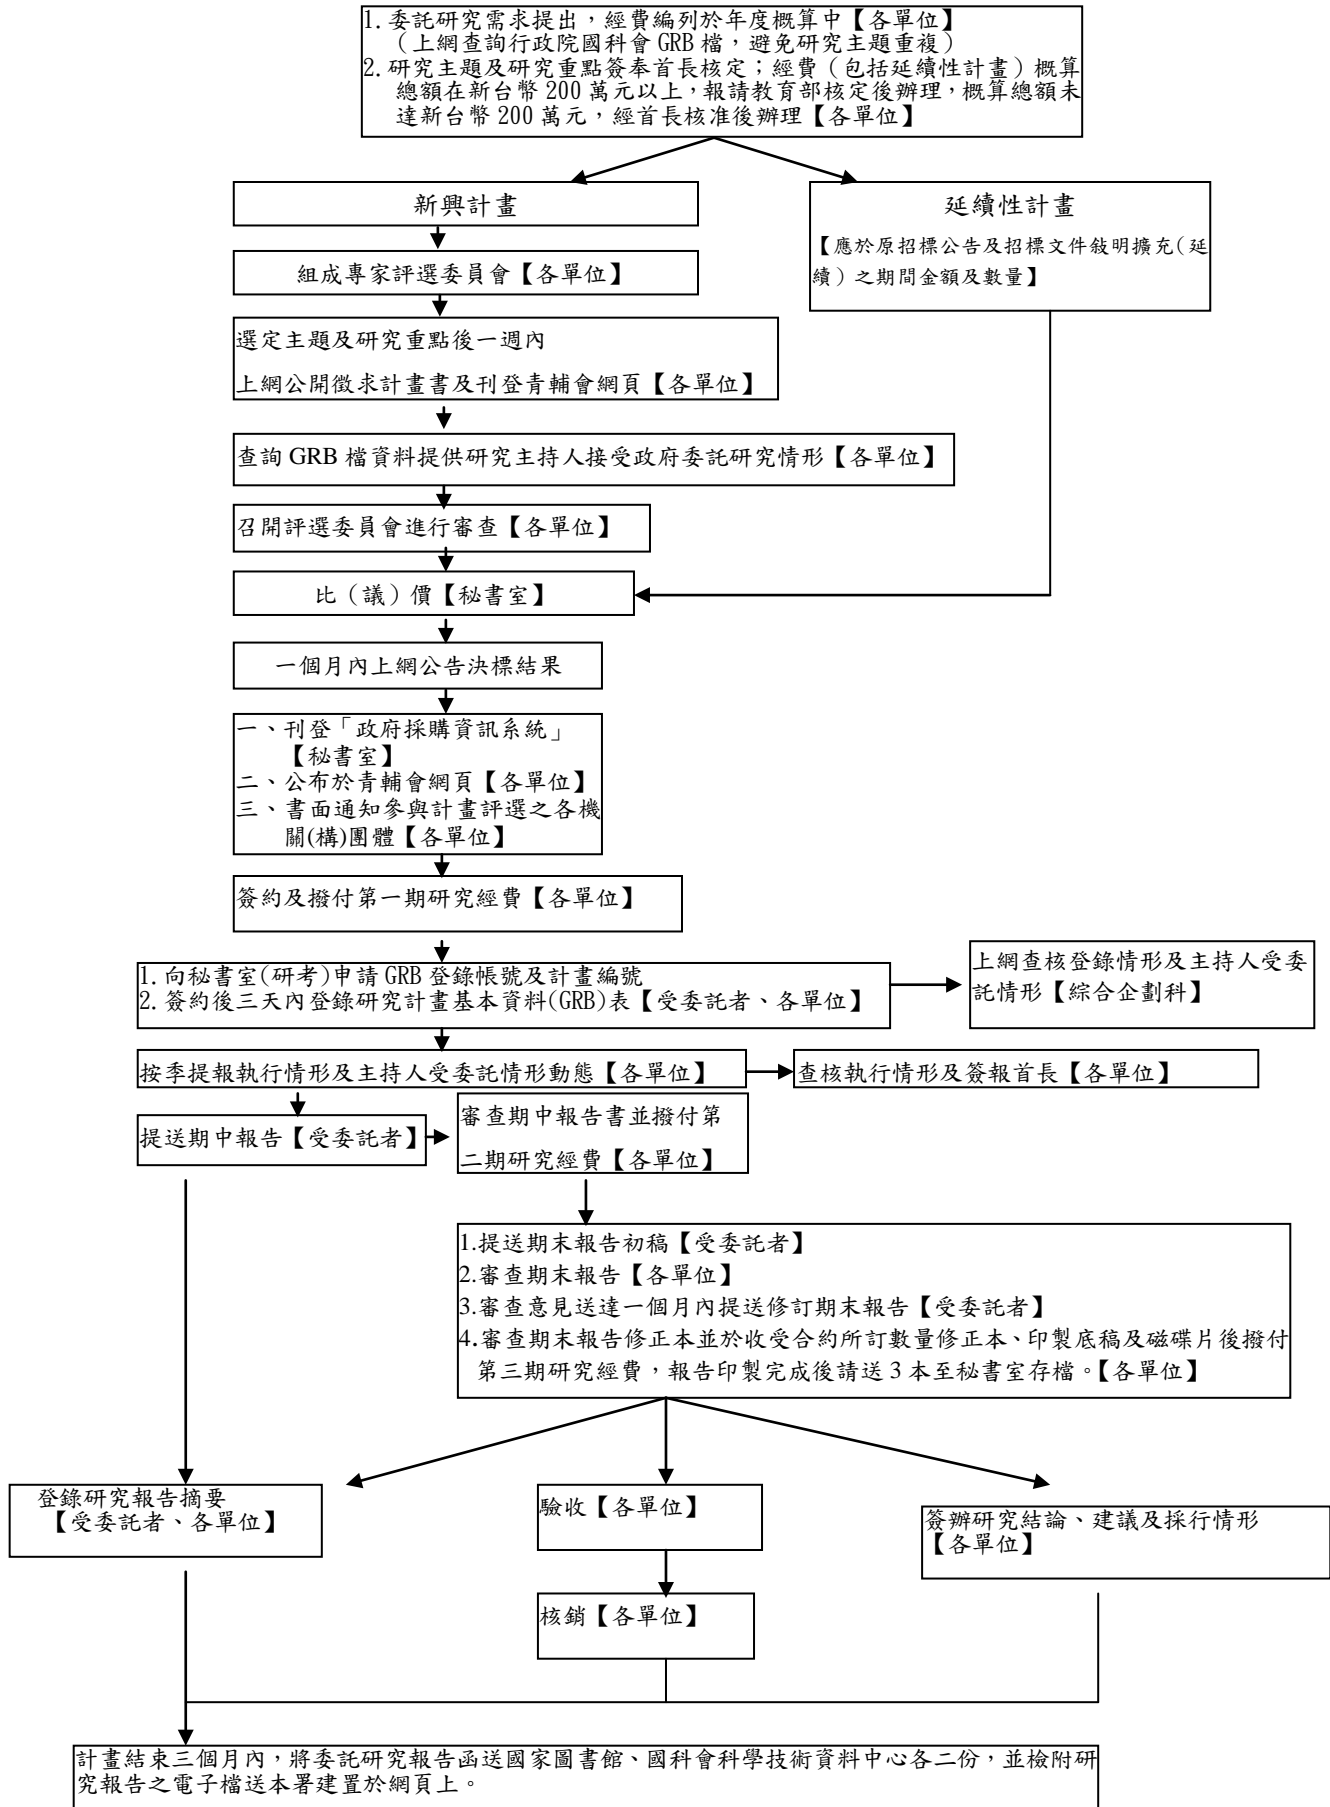 1. 委託研究需求提出，經費編列於年度概算中【各單位】
（上網查詢行政院國科會 GRB 檔，避免研究主題重複）
2. 研究主題及研究重點簽奉首長核定；經費（包括延續性計畫）概算
總額在新台幣 200 萬元以上，報請教育部核定後辦理，概算總額未
達新台幣 200 萬元，經首長核准後辦理【各單位】
新興計畫
延續性計畫
【應於原招標公告及招標文件敍明擴充(延
續）之期間金額及數量】
組成專家評選委員會【各單位】
選定主題及研究重點後一週內
上網公開徵求計畫書及刊登青輔會網頁【各單位】
查詢 GRB 檔資料提供研究主持人接受政府委託研究情形【各單位】
召開評選委員會進行審查【各單位】
比（議）價【秘書室】
一個月內上網公告決標結果
一、刊登「政府採購資訊系統」
【秘書室】
二、公布於青輔會網頁【各單位】
三、書面通知參與計畫評選之各機
關(構)團體【各單位】
簽約及撥付第一期研究經費【各單位】
1. 向秘書室(研考)申請 GRB 登錄帳號及計畫編號
2. 簽約後三天內登錄研究計畫基本資料(GRB)表【受委託者、各單位】
上網查核登錄情形及主持人受委
託情形【綜合企劃科】
按季提報執行情形及主持人受委託情形動態【各單位】
查核執行情形及簽報首長【各單位】
提送期中報告【受委託者】
審查期中報告書並撥付第
二期研究經費【各單位】
1.提送期末報告初稿【受委託者】
2.審查期末報告【各單位】
3.審查意見送達一個月內提送修訂期末報告【受委託者】
4.審查期末報告修正本並於收受合約所訂數量修正本、印製底稿及磁碟片後撥付
第三期研究經費，報告印製完成後請送 3 本至秘書室存檔。【各單位】
登錄研究報告摘要
【受委託者、各單位】
驗收【各單位】
簽辦研究結論、建議及採行情形
【各單位】
核銷【各單位】
計畫結束三個月內，將委託研究報告函送國家圖書館、國科會科學技術資料中心各二份，並檢附研
究報告之電子檔送本署建置於網頁上。